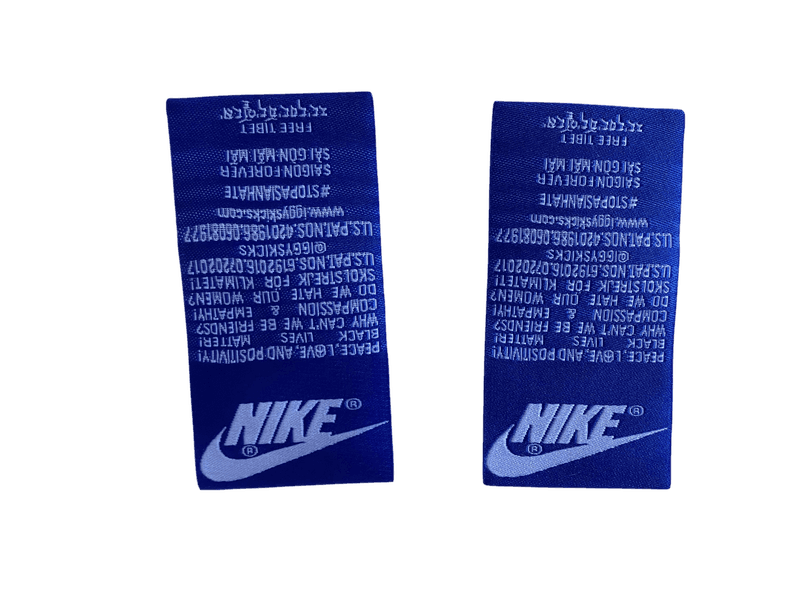 PEACE, L☮VE, AND POSITIVITY!
BLACK LIVES MATTER!
WHY CAN'T WE BE FRIENDS?
COMPASSION & EMPATHY!
DO WE HATE OUR WOMEN?
SKOLSTREJK FÖR KLIMATET!
U.S.PAT.NOS.6192016.07202017
@IGGYSKICKS
U.S.PAT.NOS.4201986.06081977
www.iggyskicks.com
#STOPASIANHATE
SAIGON FOREVER
SÀI GÒN MÃI MÃI
FREE TIBET
NIKE®
®
PEACE, L☮VE, AND POSITIVITY!
BLACK LIVES MATTER!
WHY CAN'T WE BE FRIENDS?
COMPASSION & EMPATHY!
DO WE HATE OUR WOMEN?
SKOLSTREJK FÖR KLIMATET!
U.S.PAT.NOS.6192016.07202017
@IGGYSKICKS
U.S.PAT.NOS.4201986.06081977
www.iggyskicks.com
#STOPASIANHATE
SAIGON FOREVER
SÀI GÒN MÃI MÃI
FREE TIBET
NIKE®
®